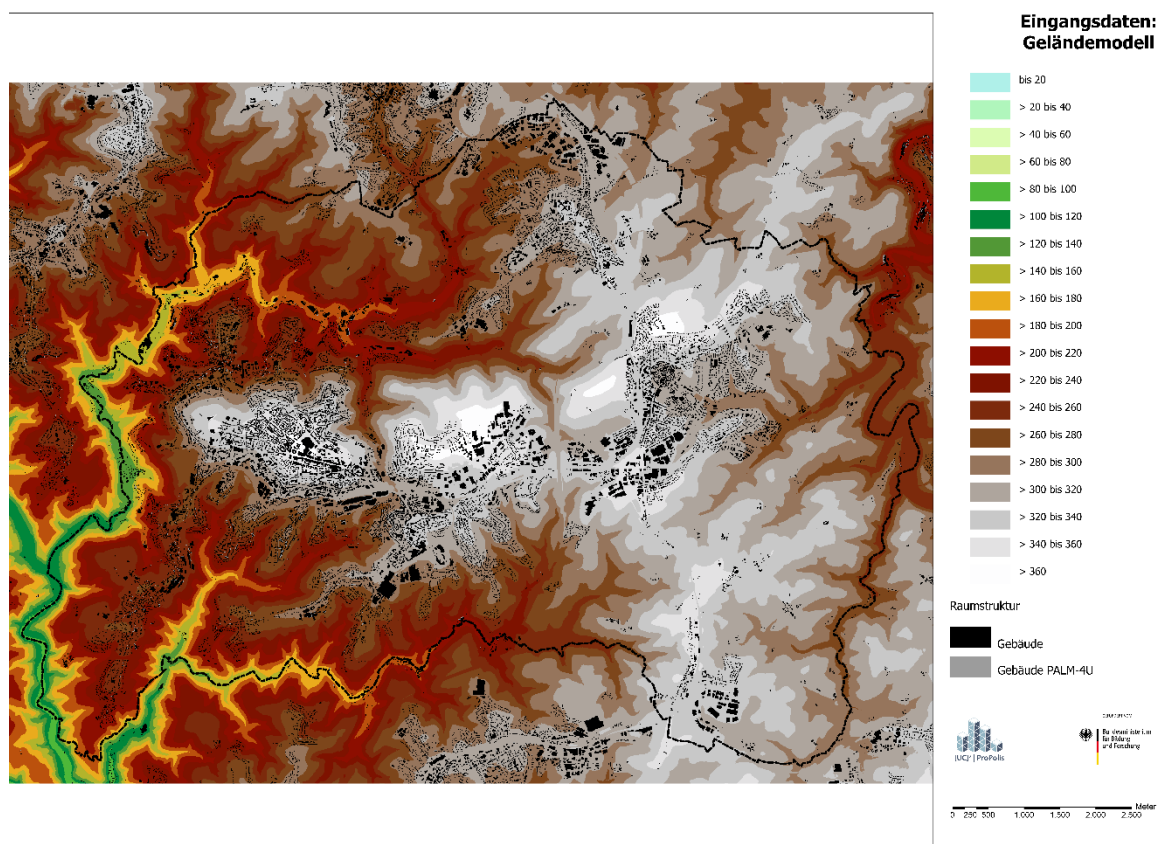 Eingangsdaten:
Geländemodell
bis 20
> 20 bis 40
> 40 bis 60
> 60 bis 80
> 80 bis 100
> 100 bis 120
> 120 bis 140
> 140 bis 160
> 160 bis 180
> 180 bis 200
> 200 bis 220
> 220 bis 240
> 240 bis 260
> 260 bis 280
> 280 bis 300
> 300 bis 320
> 320 bis 340
> 340 bis 360
> 360
Raumstruktur
Gebäude
Gebäude PALM-4U
[UC]² | ProPolis
Bundesministerium
für Bildung
und Forschung
Meter
0 250 500 1.000 1.500 2.000 2.500